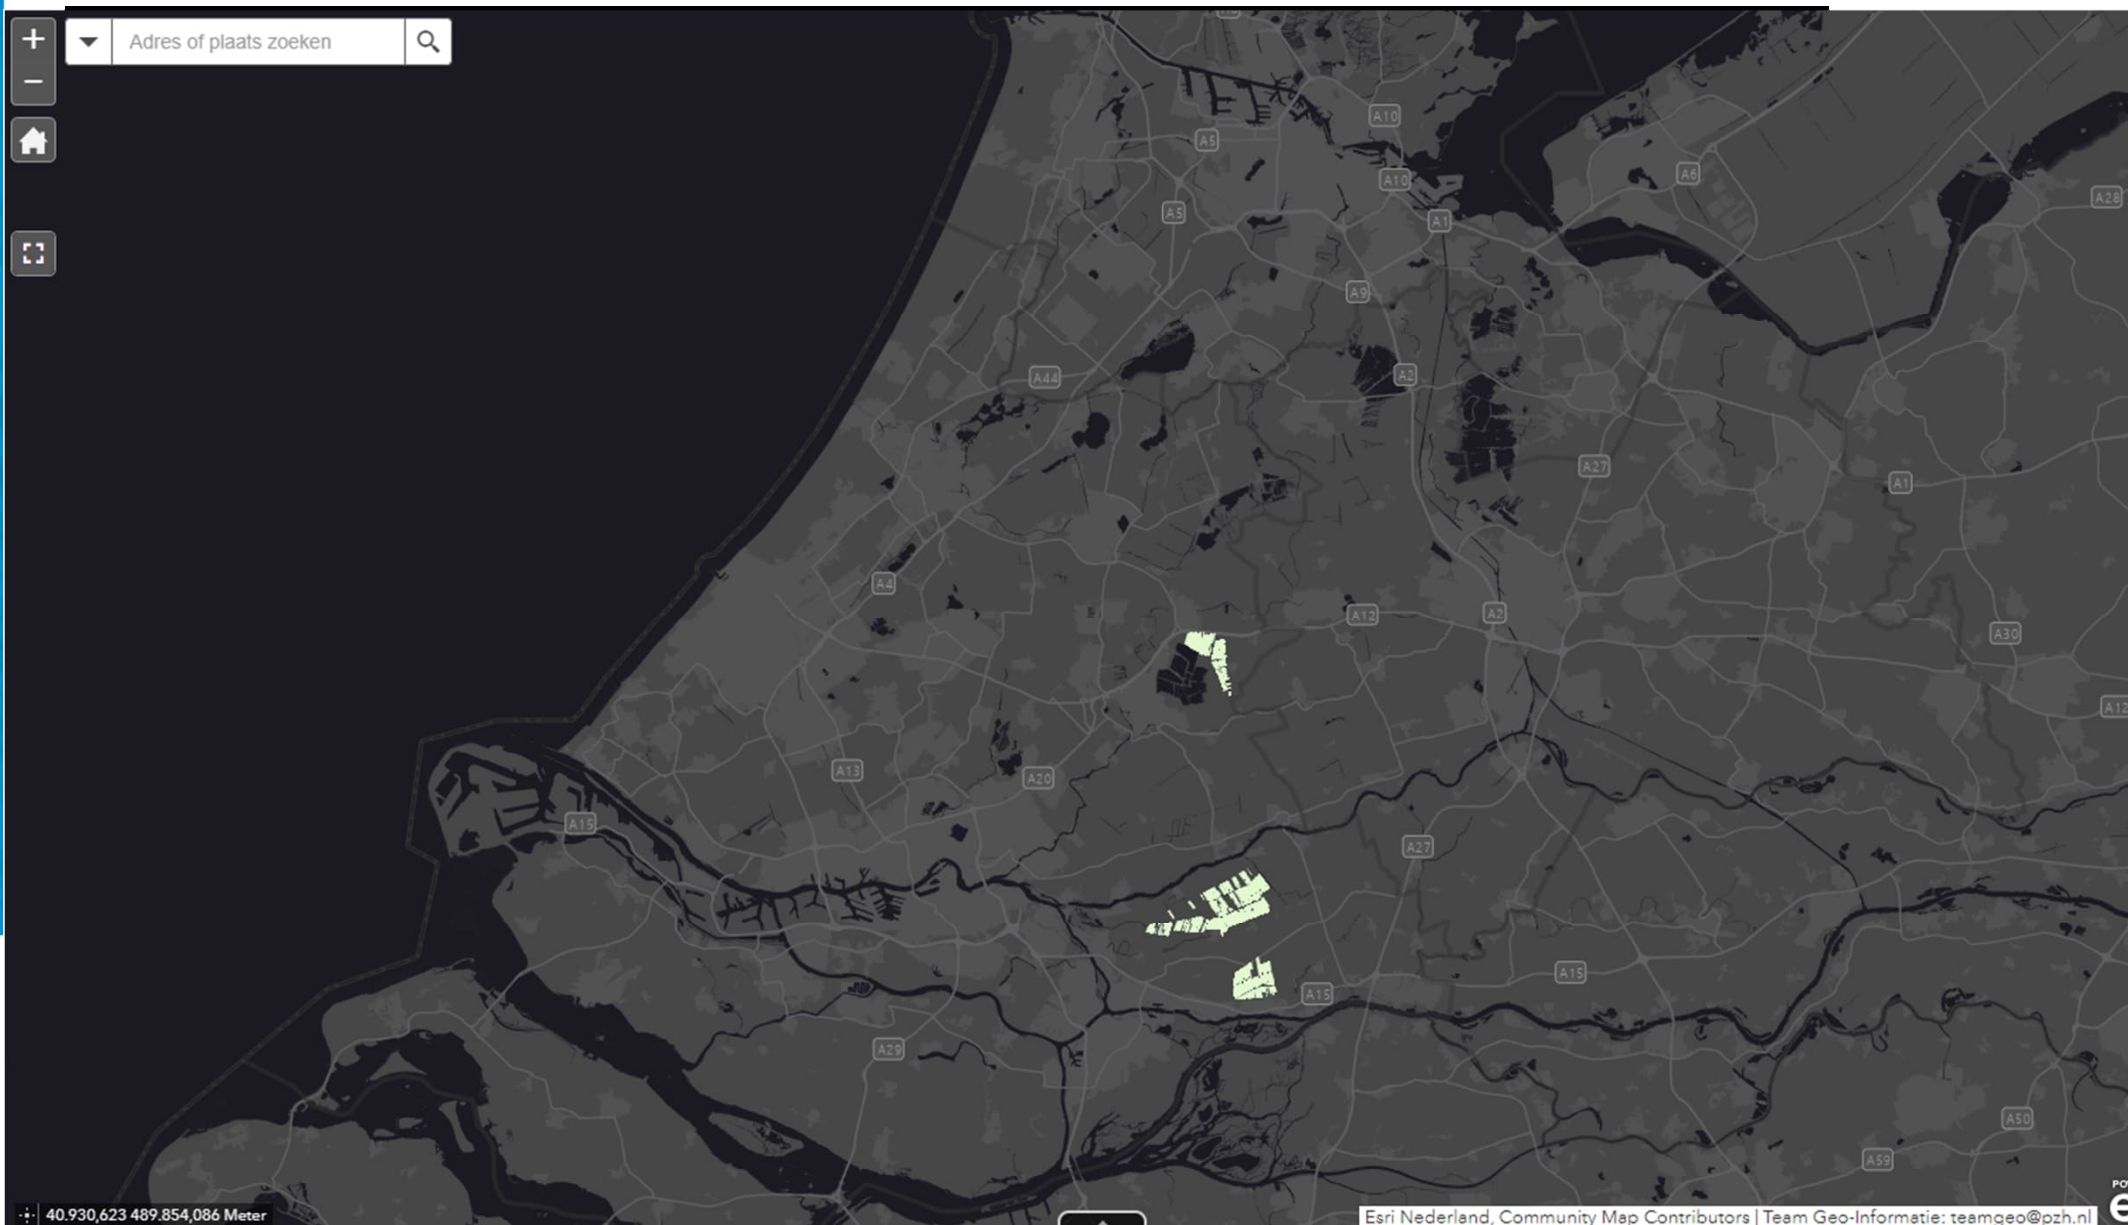 +
Adres of plaats zoeken
−
A10
A5
A10
A6
A28
A5
A1
A9
A44
A2
A27
A1
A4
A12
A2
A30
A12
A13
A20
A15
A27
A15
A15
A29
A50
A59
40.930,623 489.854,086 Meter
Esri Nederland, Community Map Contributors | Team Geo-Informatie: teamgeo@pzh.nl